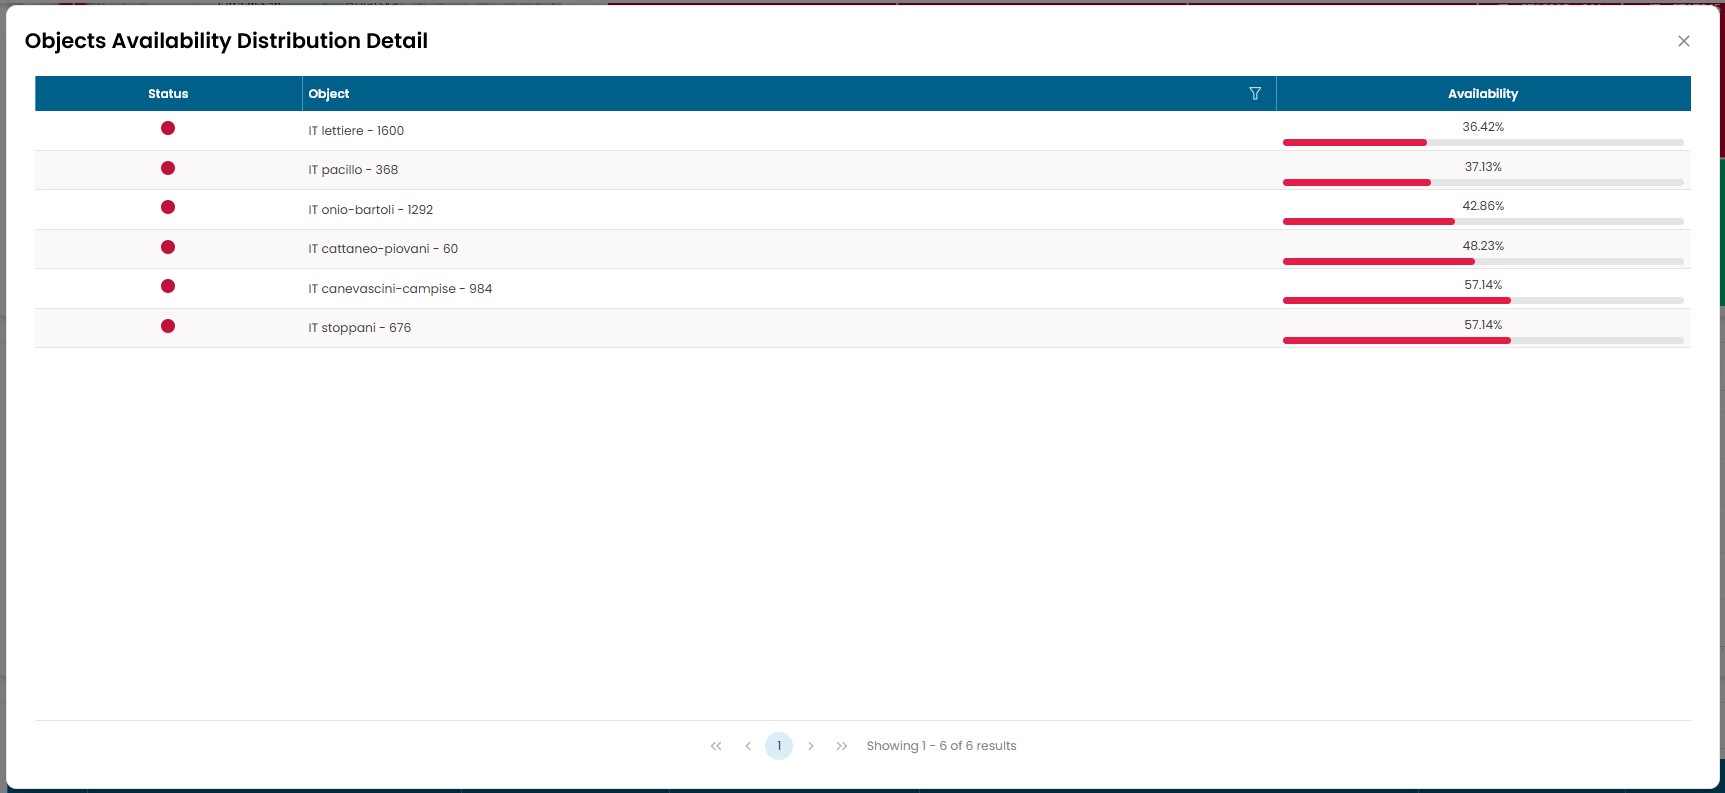 Objects Availability Distribution Detail
Status Object Availability
IT lettiere - 1600 36.42%
IT pacillo - 368 37.13%
IT onio-bartoli - 1292 42.86%
IT cattaneo-piovani - 60 48.23%
IT canevascini-campise - 984 57.14%
IT stoppani - 676 57.14%
1 Showing 1 - 6 of 6 results